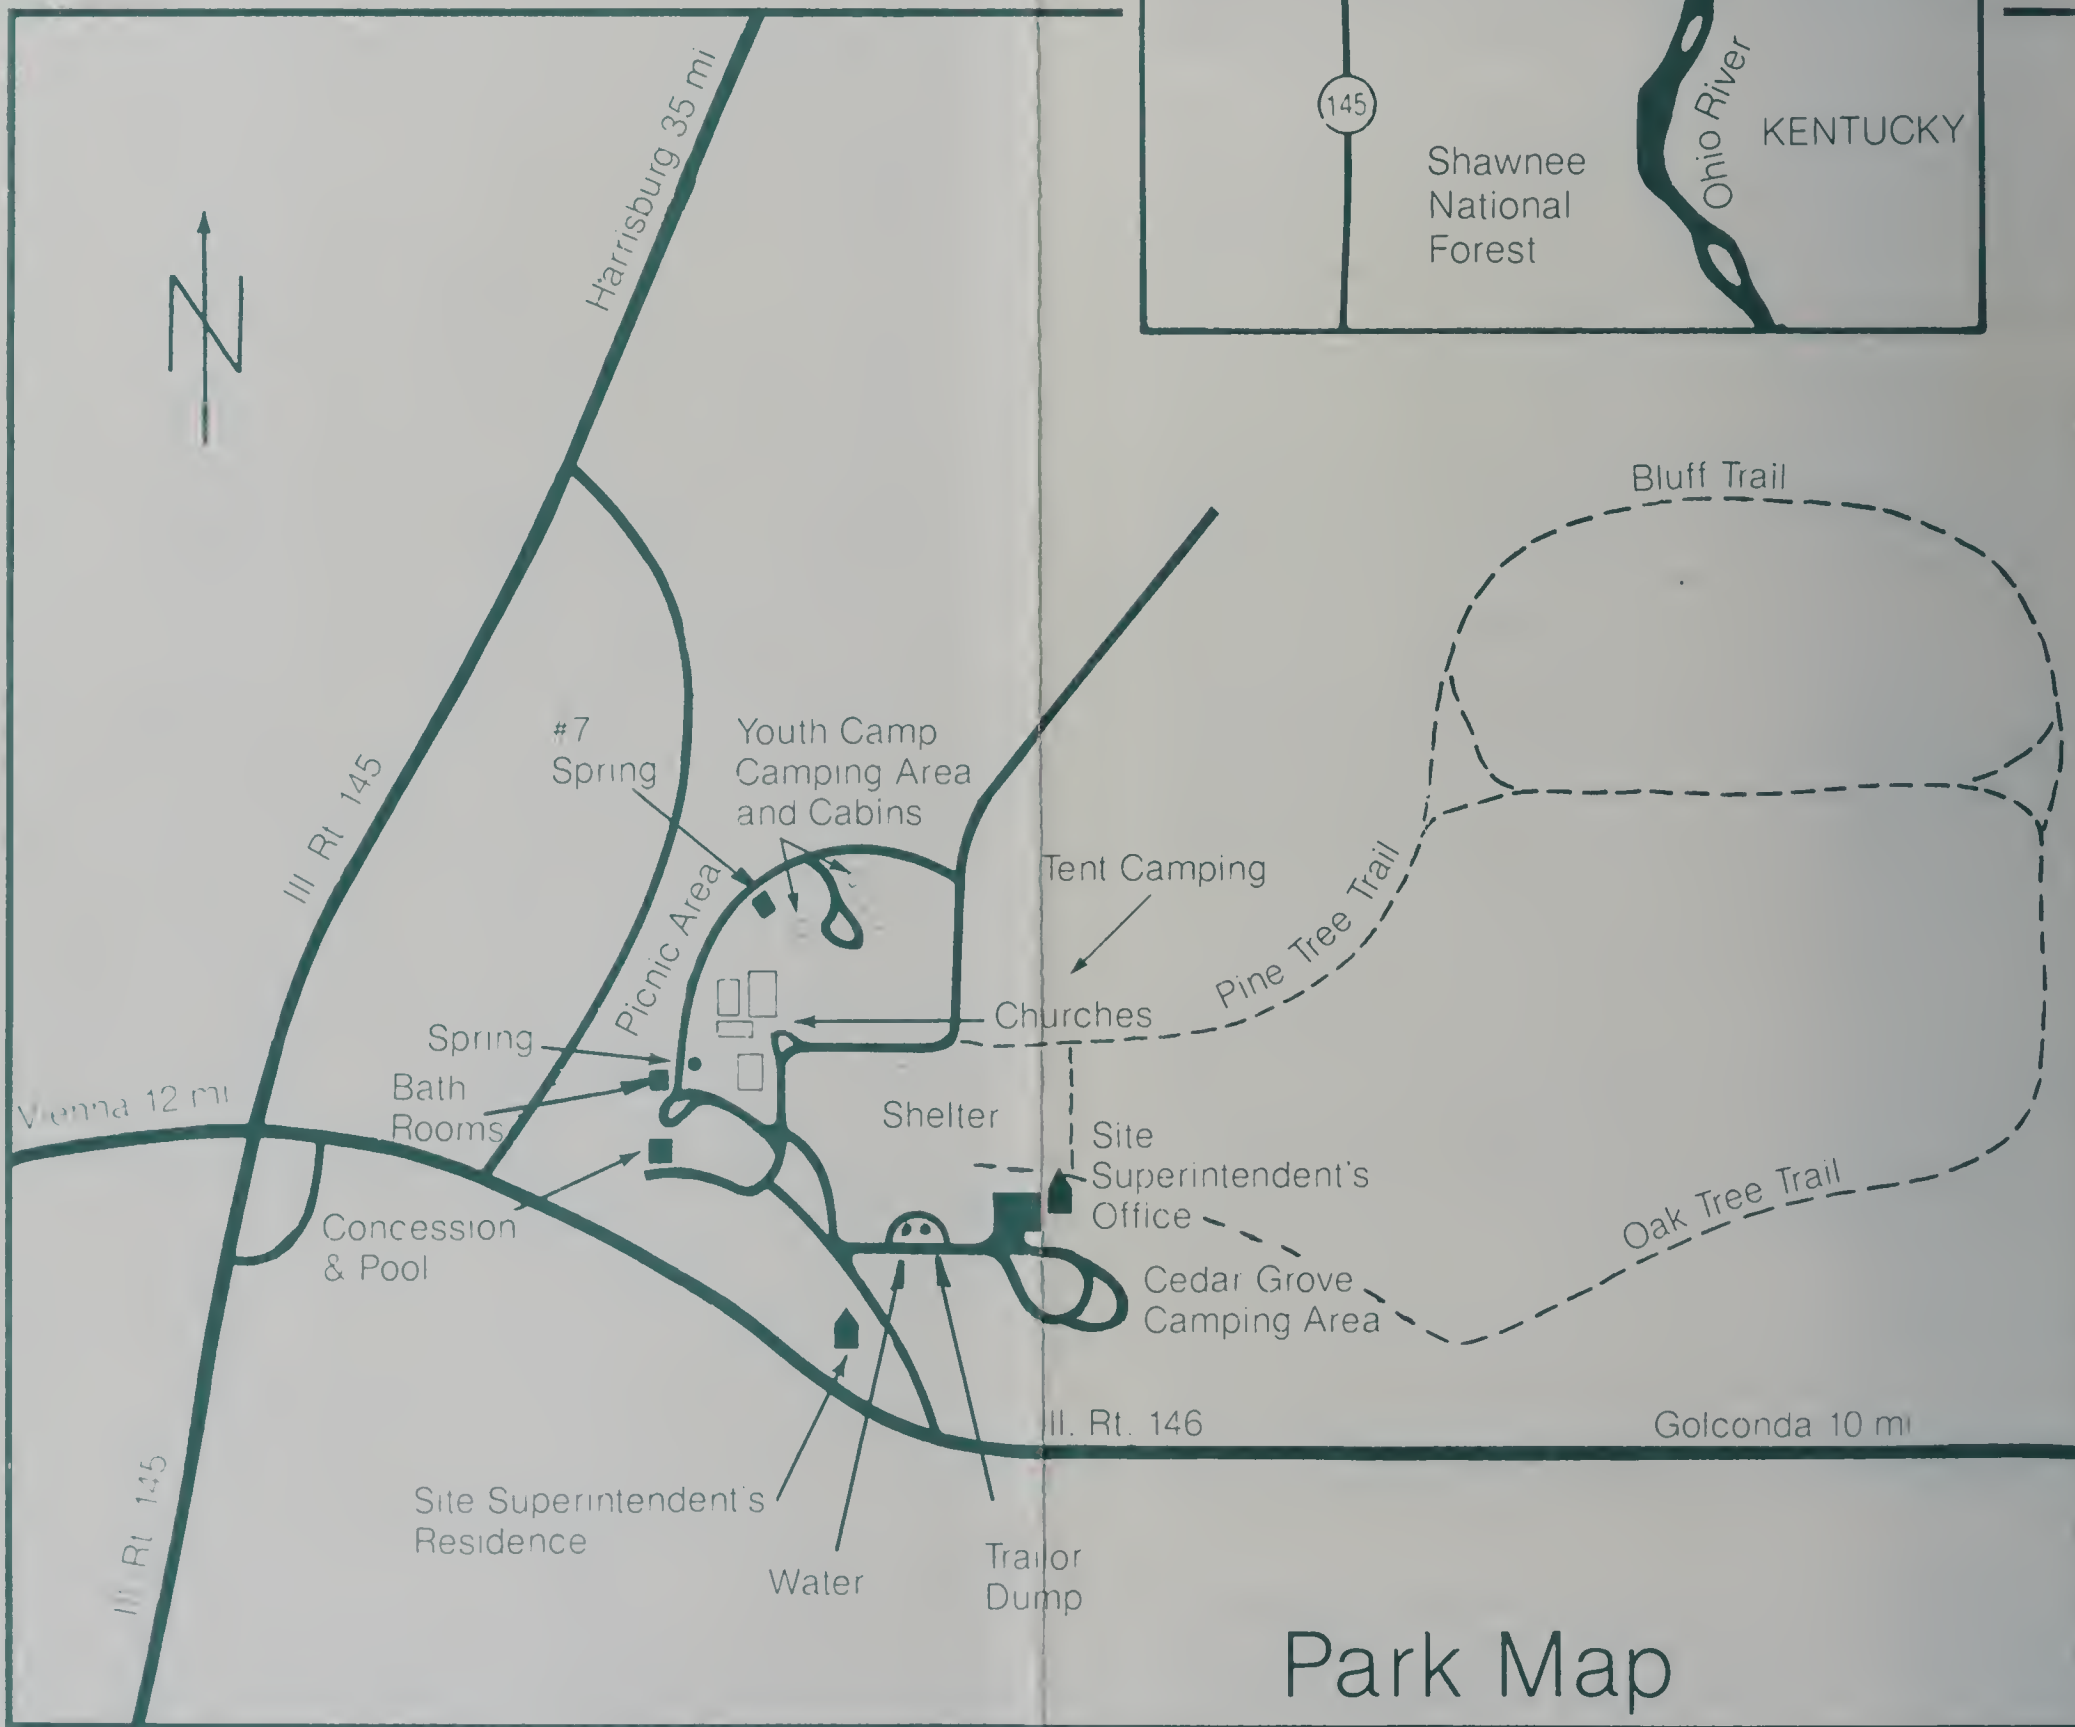 Harrisburg 35 mi
145
Ohio River
KENTUCKY
Shawnee
National
Forest
N
Bluff Trail
#7
Spring
Youth Camp
Camping Area
and Cabins
Ill Rt 145
Picnic Area
Tent Camping
Pine Tree Trail
Churches
Spring
Bath
Rooms
Vienna 12 mi
Shelter
Site
Superintendent's
Office
Oak Tree Trail
Concession
& Pool
Cedar Grove
Camping Area
Ill. Rt. 146
Golconda 10 mi
Ill Rt 145
Site Superintendent's
Residence
Water
Trailor
Dump
Park Map